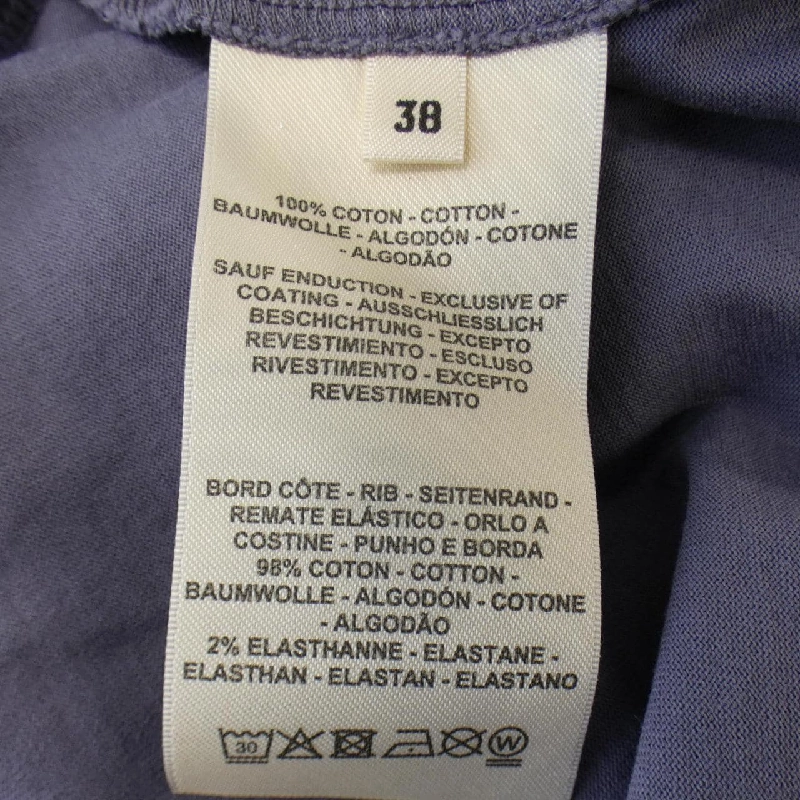 38
100% COTON - COTTON -
BAUMWOLLE - ALGODÓN - COTONE
- ALGODÃO
SAUF ENDUCTION - EXCLUSIVE OF
COATING - AUSSCHLIESSLICH
BESCHICHTUNG - EXCEPTO
REVESTIMIENTO - ESCLUSO
RIVESTIMENTO - EXCEPTO
REVESTIMENTO
BORD CÔTE - RIB - SEITENRAND -
REMATE ELÁSTICO - ORLO A
COSTINE - PUNHO E BORDA
98% COTON - COTTON -
BAUMWOLLE - ALGODÓN - COTONE
- ALGODÃO
2% ELASTHANNE - ELASTANE -
ELASTHAN - ELASTAN - ELASTANO
30 W